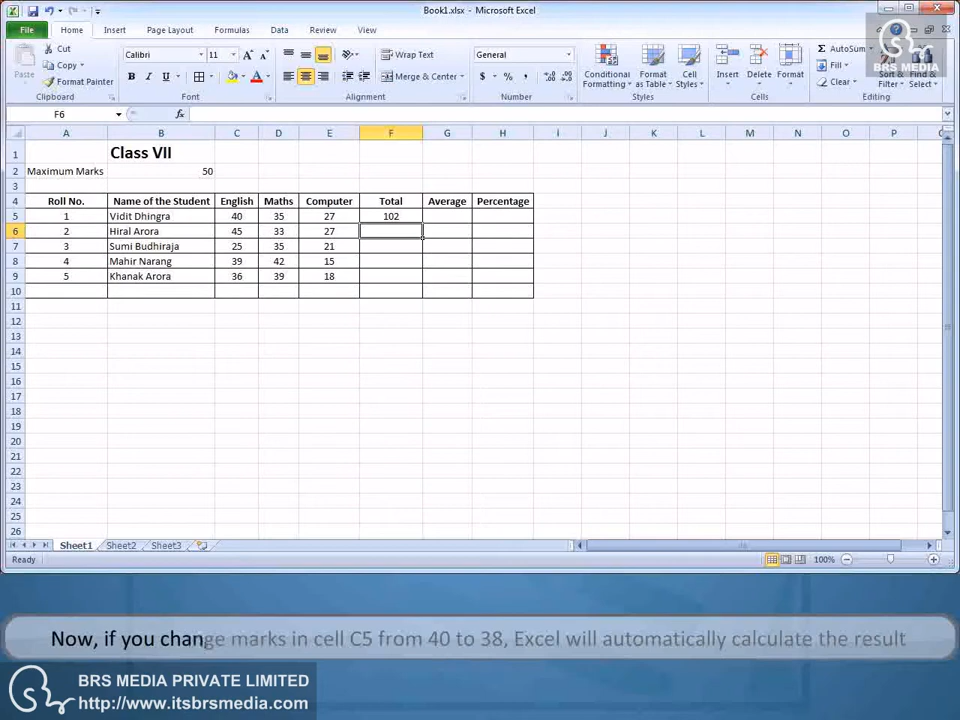 Book1.xlsx - Microsoft Excel
File Home Insert Page Layout Formulas Data Review View
Cut
Copy
Format Painter
Paste
Clipboard
Calibri 11
B I U
Font
Wrap Text
Merge & Center
Alignment
General
$ % ,
Number
Conditional Formatting
Format as Table
Cell Styles
Styles
Insert Delete Format
Cells
AutoSum
Fill
Clear
Sort & Filter
Find & Select
Editing
BRS MEDIA
F6 fx
A B C D E F G H I J K L M N O P
1 Class VII
2 Maximum Marks 50
3
4 Roll No. Name of the Student English Maths Computer Total Average Percentage
5 1 Vidit Dhingra 40 35 27 102
6 2 Hiral Arora 45 33 27
7 3 Sumi Budhiraja 25 35 21
8 4 Mahir Narang 39 42 15
9 5 Khanak Arora 36 39 18
10
11
12
13
14
15
16
17
18
19
20
21
22
23
24
25
26
Sheet1 Sheet2 Sheet3
Ready 100%
Now, if you change marks in cell C5 from 40 to 38, Excel will automatically calculate the result
BRS MEDIA PRIVATE LIMITED
http://www.itsbrsmedia.com